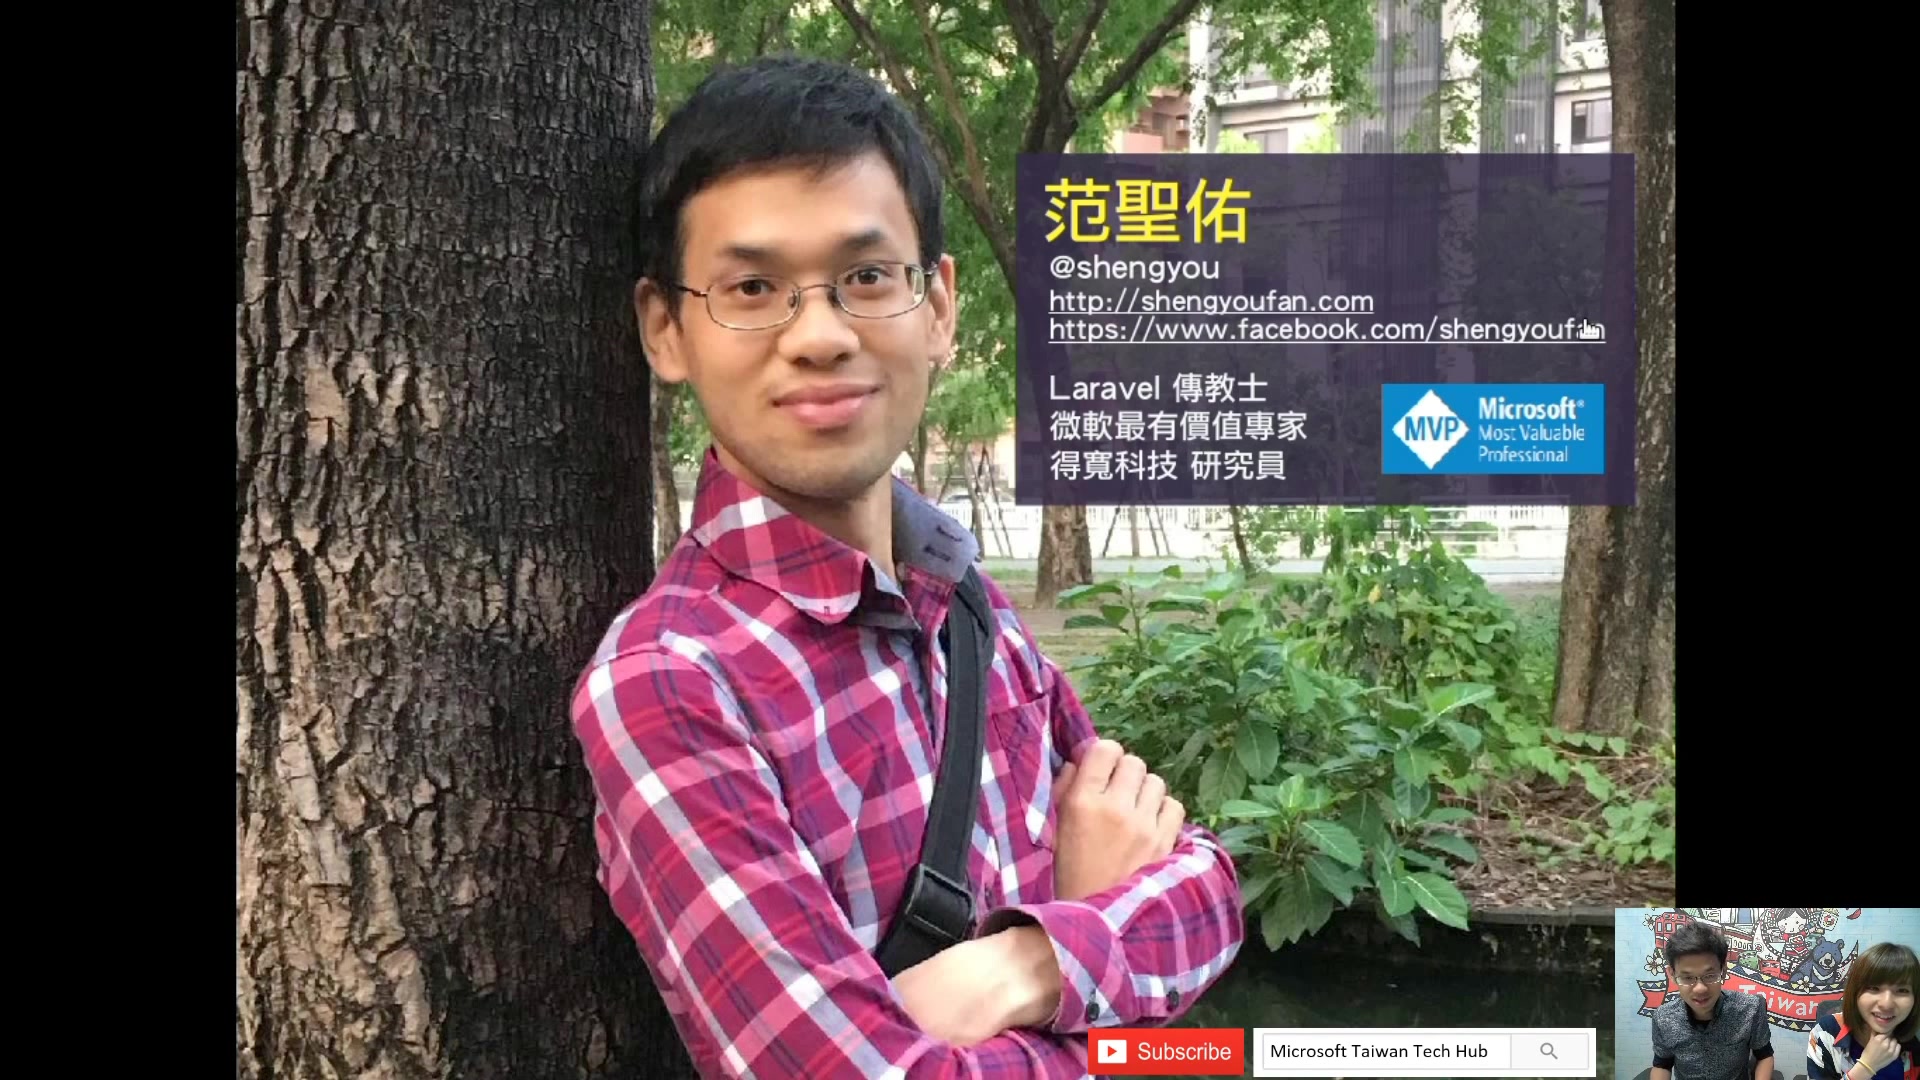 范聖佑
@shengyou
http://shengyoufan.com
https://www.facebook.com/shengyoufan
Laravel 傳教士
微軟最有價值專家
得寬科技 研究員
MVP
Microsoft®
Most Valuable
Professional
Taiwan
Subscribe
Microsoft Taiwan Tech Hub